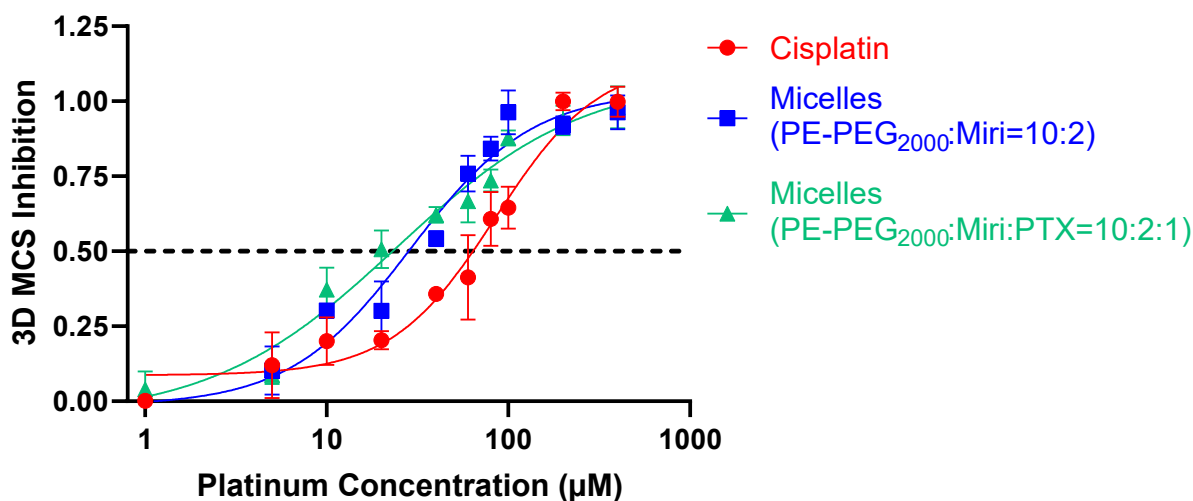 1.25
1.00
0.75
0.50
0.25
0.00
3D MCS Inhibition
1 10 100 1000
Platinum Concentration (µM)
Cisplatin
Micelles
(PE-PEG2000:Miri=10:2)
Micelles
(PE-PEG2000:Miri:PTX=10:2:1)